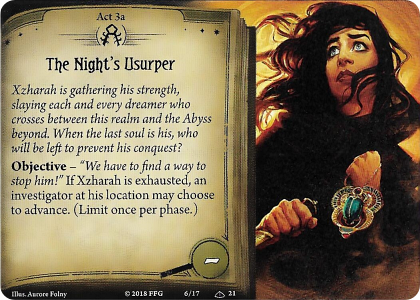 Act 3a
The Night's Usurper
Xzharah is gathering his strength,
slaying each and every dreamer who
crosses between this realm and the Abyss
beyond. When the last soul is his, who
will be left to prevent his conquest?
Objective – “We have to find a way to
stop him!” If Xzharah is exhausted, an
investigator at his location may choose
to advance. (Limit once per phase.)
–
Illus. Aurore Folny © 2018 FFG 6/17 21